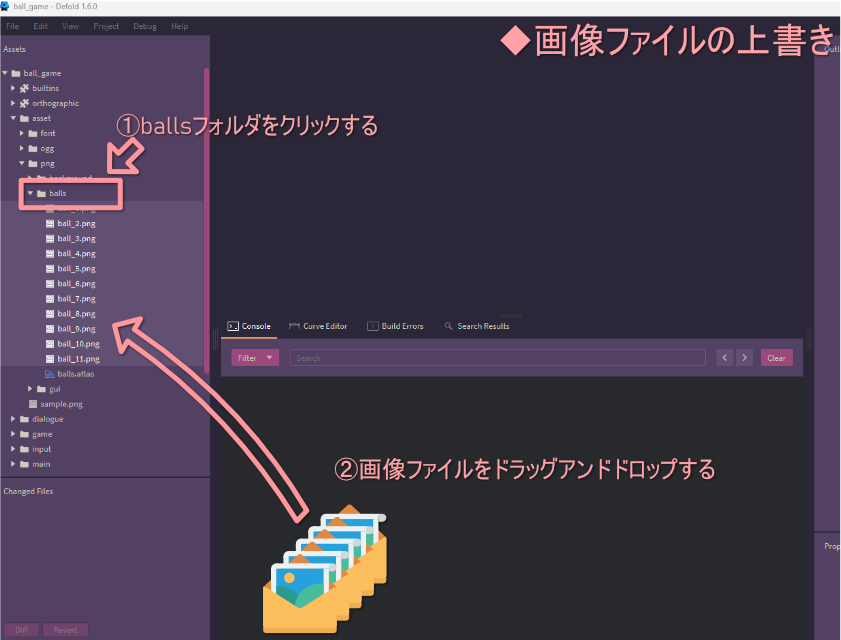 ball_game - Defold 1.6.0
File Edit View Project Debug Help
◆画像ファイルの上書き
Assets
ball_game
builtins
orthographic
asset
①ballsフォルダをクリックする
font
ogg
png
background
balls
ball_2.png
ball_3.png
ball_4.png
ball_5.png
ball_6.png
ball_7.png
ball_8.png
ball_9.png
ball_10.png
ball_11.png
balls.atlas
gui
sample.png
dialogue
game
input
main
Console Curve Editor Build Errors Search Results
Filter Search Clear
②画像ファイルをドラッグアンドドロップする
Changed Files
Diff Revert